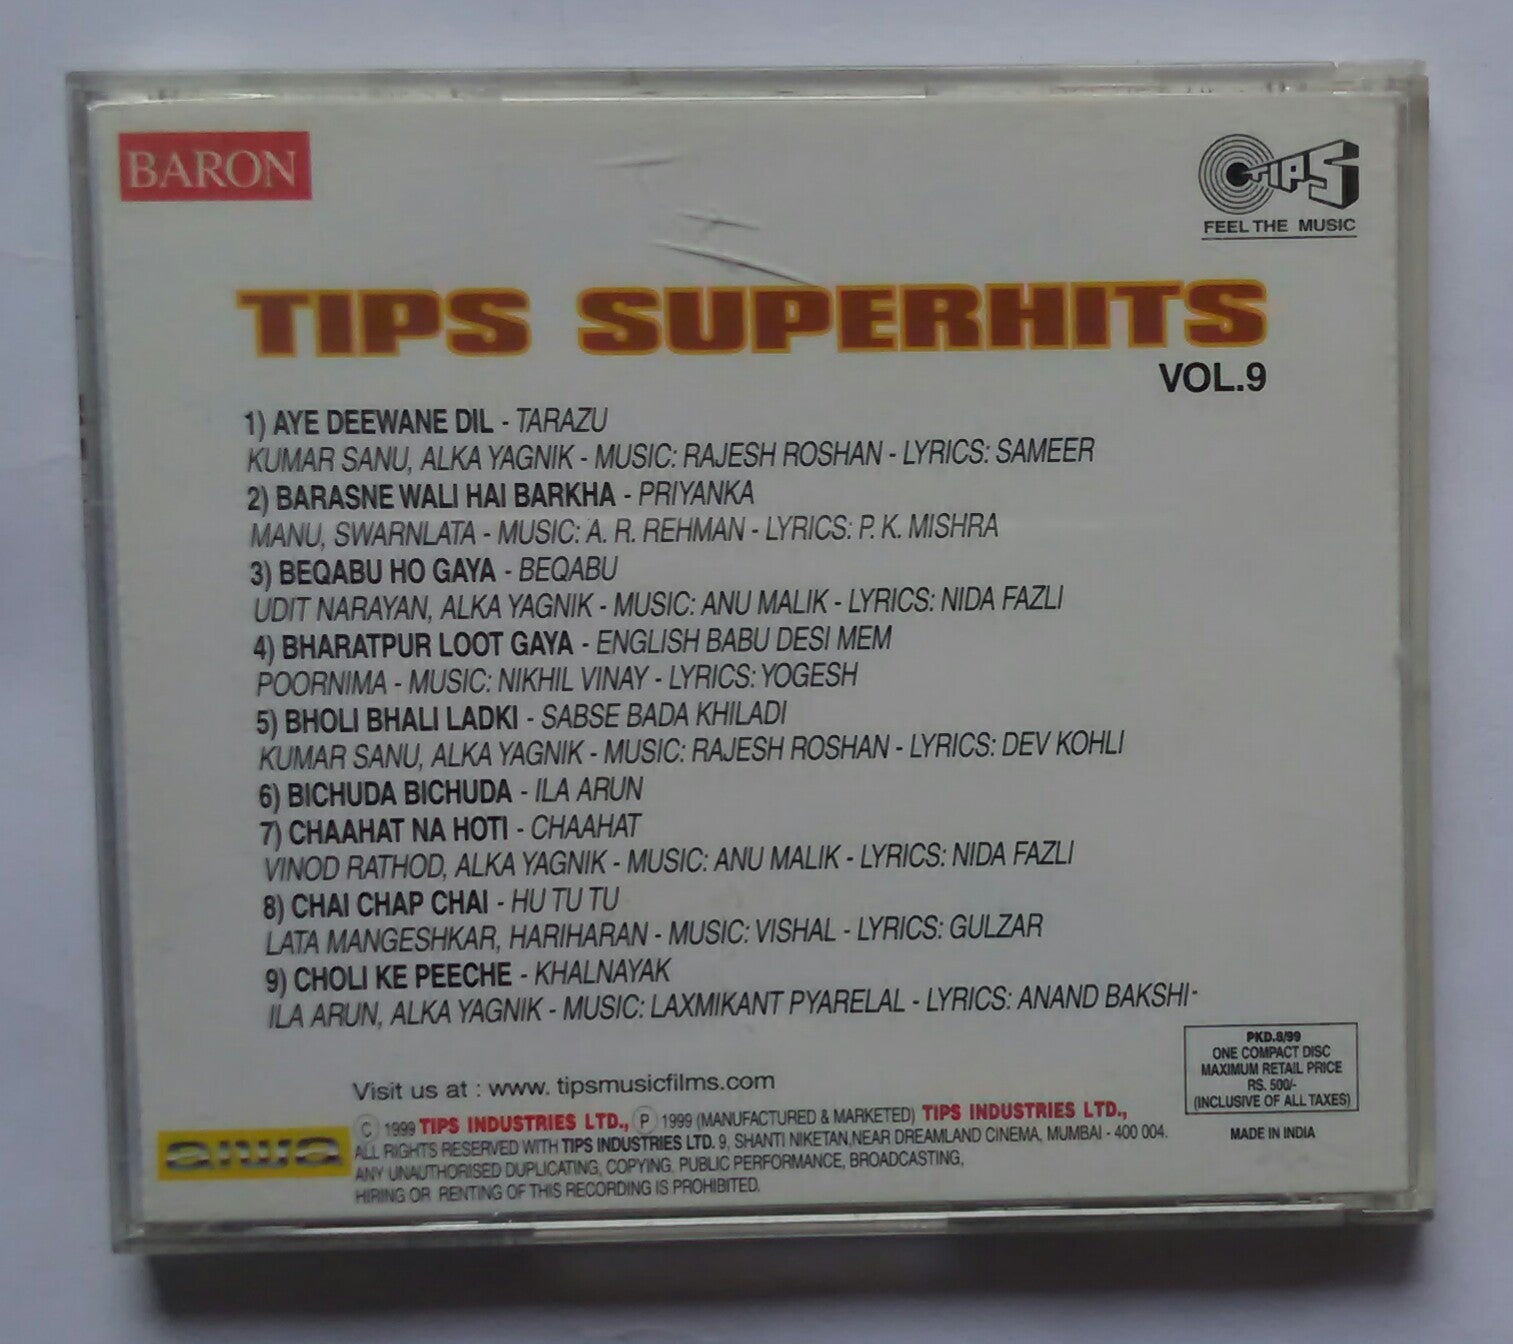 BARON
TIPS
FEEL THE MUSIC
TIPS SUPERHITS
VOL.9
1) AYE DEEWANE DIL - TARAZU
KUMAR SANU, ALKA YAGNIK - MUSIC: RAJESH ROSHAN - LYRICS: SAMEER
2) BARASNE WALI HAI BARKHA - PRIYANKA
MANU, SWARNLATA - MUSIC: A. R. REHMAN - LYRICS: P. K. MISHRA
3) BEQABU HO GAYA - BEQABU
UDIT NARAYAN, ALKA YAGNIK - MUSIC: ANU MALIK - LYRICS: NIDA FAZLI
4) BHARATPUR LOOT GAYA - ENGLISH BABU DESI MEM
POORNIMA - MUSIC: NIKHIL VINAY - LYRICS: YOGESH
5) BHOLI BHALI LADKI - SABSE BADA KHILADI
KUMAR SANU, ALKA YAGNIK - MUSIC: RAJESH ROSHAN - LYRICS: DEV KOHLI
6) BICHUDA BICHUDA - ILA ARUN
7) CHAAHAT NA HOTI - CHAAHAT
VINOD RATHOD, ALKA YAGNIK - MUSIC: ANU MALIK - LYRICS: NIDA FAZLI
8) CHAI CHAP CHAI - HU TU TU
LATA MANGESHKAR, HARIHARAN - MUSIC: VISHAL - LYRICS: GULZAR
9) CHOLI KE PEECHE - KHALNAYAK
ILA ARUN, ALKA YAGNIK - MUSIC: LAXMIKANT PYARELAL - LYRICS: ANAND BAKSHI-
PKD.8/99
ONE COMPACT DISC
MAXIMUM RETAIL PRICE
RS. 500/-
(INCLUSIVE OF ALL TAXES)
MADE IN INDIA
Visit us at : www. tipsmusicfilms.com
aiwa
Ⓒ 1999 TIPS INDUSTRIES LTD., Ⓟ 1999 (MANUFACTURED & MARKETED) TIPS INDUSTRIES LTD.,
ALL RIGHTS RESERVED WITH TIPS INDUSTRIES LTD. 9, SHANTI NIKETAN,NEAR DREAMLAND CINEMA, MUMBAI - 400 004.
ANY UNAUTHORISED DUPLICATING, COPYING, PUBLIC PERFORMANCE, BROADCASTING,
HIRING OR RENTING OF THIS RECORDING IS PROHIBITED.